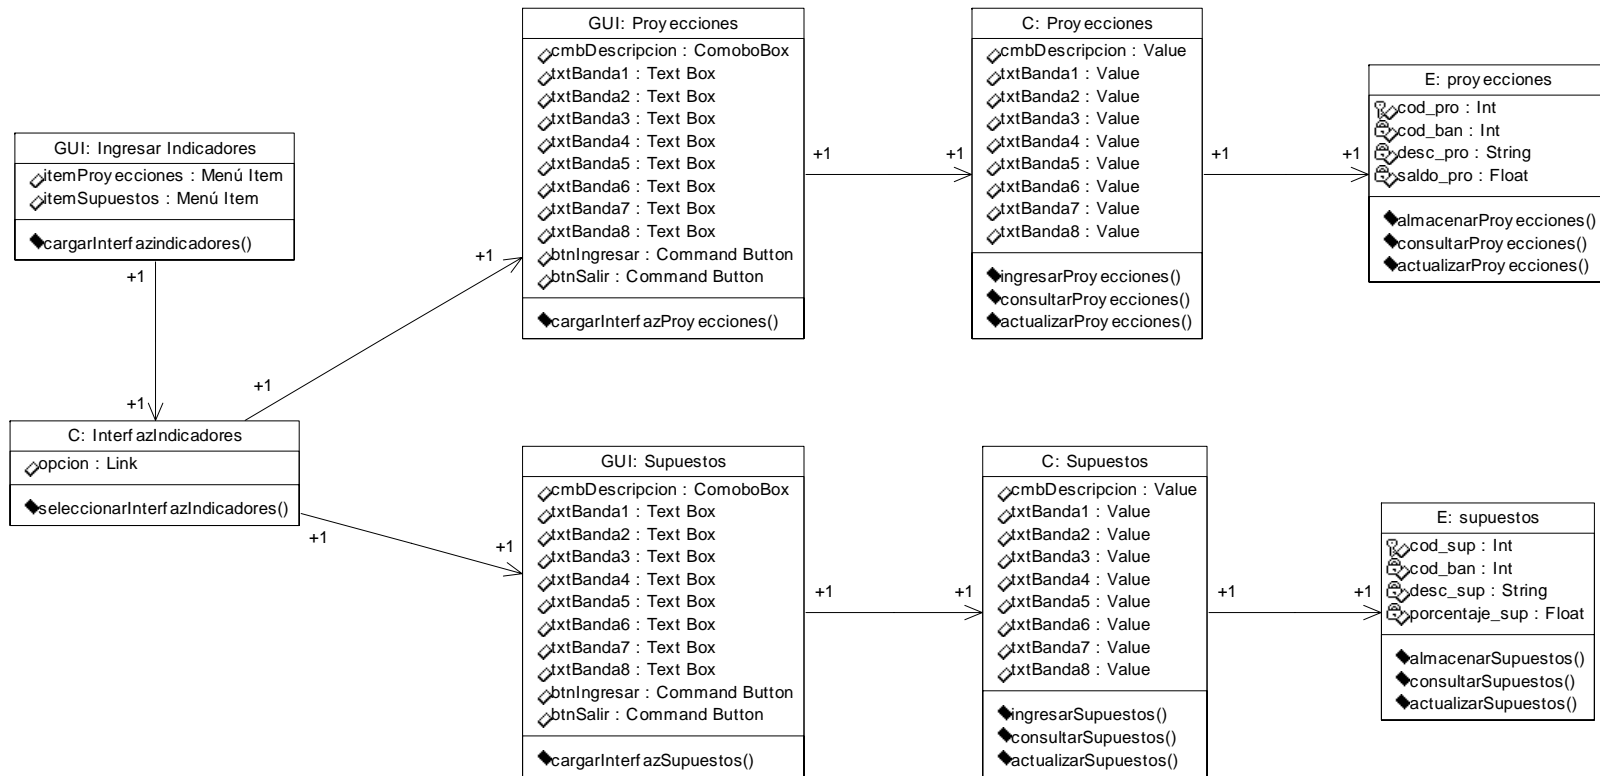 GUI: Ingresar Indicadores
itemProyecciones : Menú Item
itemSupuestos : Menú Item
cargarInterfazindicadores()
+1
+1
C: InterfazIndicadores
opcion : Link
seleccionarInterfazIndicadores()
+1
+1
GUI: Proyecciones
cmbDescripcion : ComoboBox
txtBanda1 : Text Box
txtBanda2 : Text Box
txtBanda3 : Text Box
txtBanda4 : Text Box
txtBanda5 : Text Box
txtBanda6 : Text Box
txtBanda7 : Text Box
txtBanda8 : Text Box
btnIngresar : Command Button
btnSalir : Command Button
cargarInterfazProyecciones()
+1
+1
C: Proyecciones
cmbDescripcion : Value
txtBanda1 : Value
txtBanda2 : Value
txtBanda3 : Value
txtBanda4 : Value
txtBanda5 : Value
txtBanda6 : Value
txtBanda7 : Value
txtBanda8 : Value
ingresarProyecciones()
consultarProyecciones()
actualizarProyecciones()
+1
+1
E: proyecciones
cod_pro : Int
cod_ban : Int
desc_pro : String
saldo_pro : Float
almacenarProyecciones()
consultarProyecciones()
actualizarProyecciones()
+1
+1
GUI: Supuestos
cmbDescripcion : ComoboBox
txtBanda1 : Text Box
txtBanda2 : Text Box
txtBanda3 : Text Box
txtBanda4 : Text Box
txtBanda5 : Text Box
txtBanda6 : Text Box
txtBanda7 : Text Box
txtBanda8 : Text Box
btnIngresar : Command Button
btnSalir : Command Button
cargarInterfazSupuestos()
+1
+1
C: Supuestos
cmbDescripcion : Value
txtBanda1 : Value
txtBanda2 : Value
txtBanda3 : Value
txtBanda4 : Value
txtBanda5 : Value
txtBanda6 : Value
txtBanda7 : Value
txtBanda8 : Value
ingresarSupuestos()
consultarSupuestos()
actualizarSupuestos()
+1
+1
E: supuestos
cod_sup : Int
cod_ban : Int
desc_sup : String
porcentaje_sup : Float
almacenarSupuestos()
consultarSupuestos()
actualizarSupuestos()